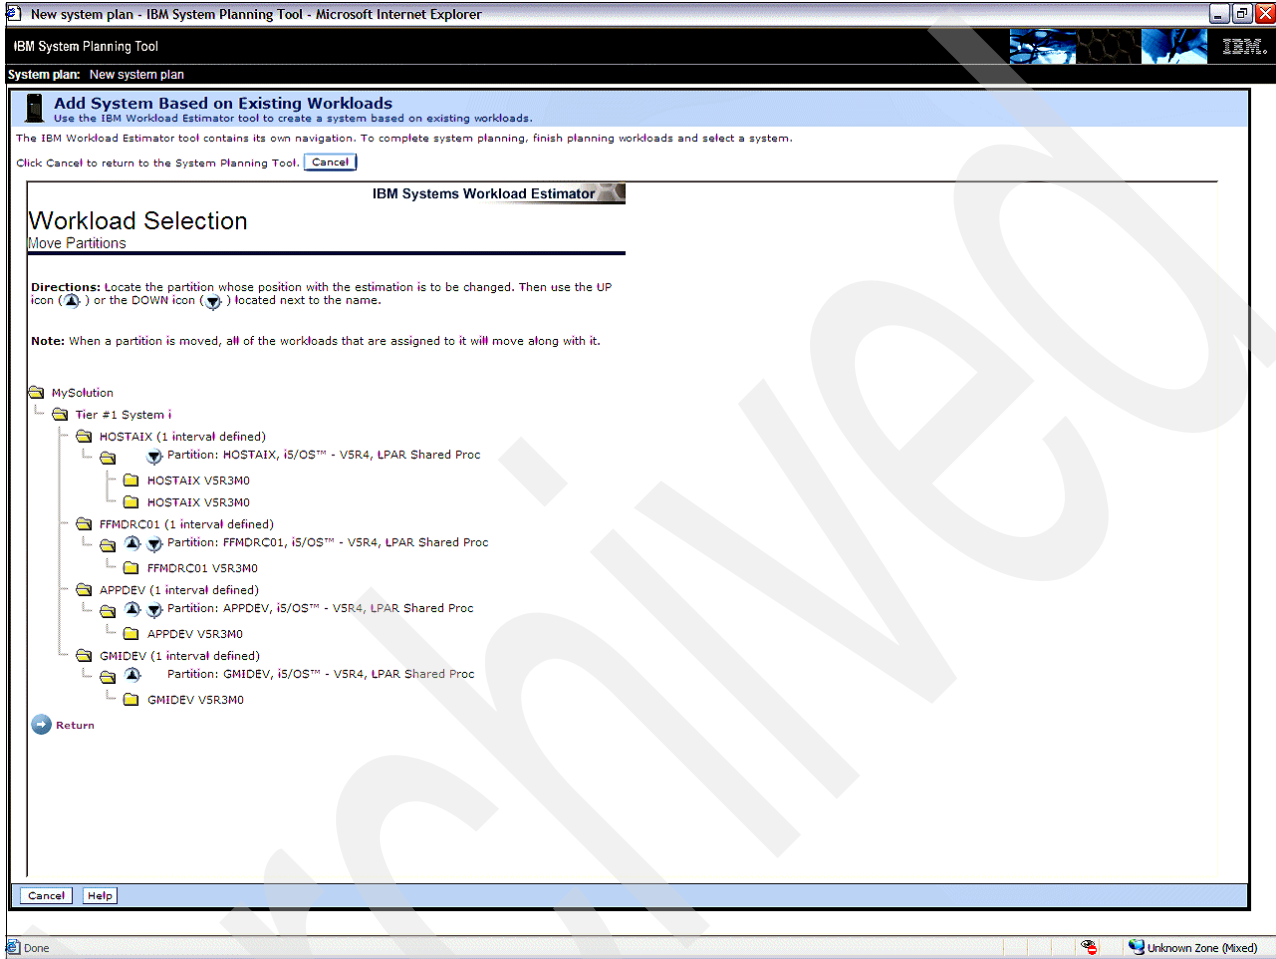 New system plan - IBM System Planning Tool - Microsoft Internet Explorer
IBM System Planning Tool
IBM.
System plan: New system plan
Add System Based on Existing Workloads
Use the IBM Workload Estimator tool to create a system based on existing workloads.
The IBM Workload Estimator tool contains its own navigation. To complete system planning, finish planning workloads and select a system.
Click Cancel to return to the System Planning Tool. Cancel
IBM Systems Workload Estimator
Workload Selection
Move Partitions
Directions: Locate the partition whose position with the estimation is to be changed. Then use the UP
icon ( ) or the DOWN icon ( ) located next to the name.
Note: When a partition is moved, all of the workloads that are assigned to it will move along with it.
MySolution
Tier #1 System i
HOSTAIX (1 interval defined)
Partition: HOSTAIX, i5/OS™ - V5R4, LPAR Shared Proc
HOSTAIX V5R3M0
HOSTAIX V5R3M0
FFMDRC01 (1 interval defined)
Partition: FFMDRC01, i5/OS™ - V5R4, LPAR Shared Proc
FFMDRC01 V5R3M0
APPDEV (1 interval defined)
Partition: APPDEV, i5/OS™ - V5R4, LPAR Shared Proc
APPDEV V5R3M0
GMIDEV (1 interval defined)
Partition: GMIDEV, i5/OS™ - V5R4, LPAR Shared Proc
GMIDEV V5R3M0
Return
Cancel Help
Done
Unknown Zone (Mixed)
Archived